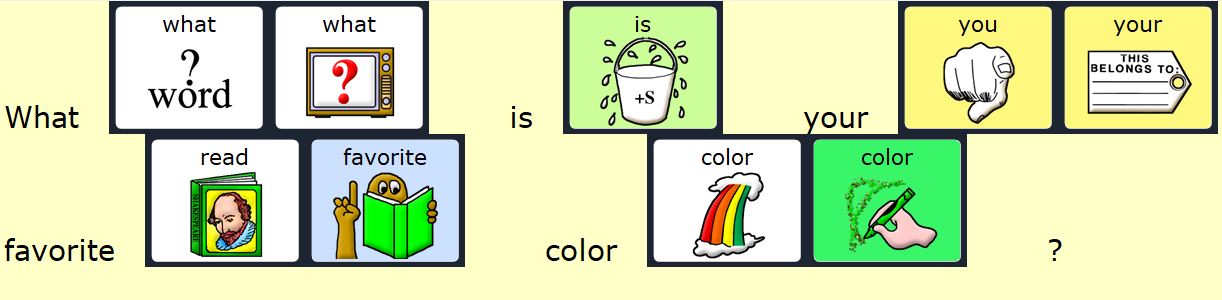 what what is you your
? ? THIS
word +S BELONGS TO:
What is your
read favorite color color
favorite color ?